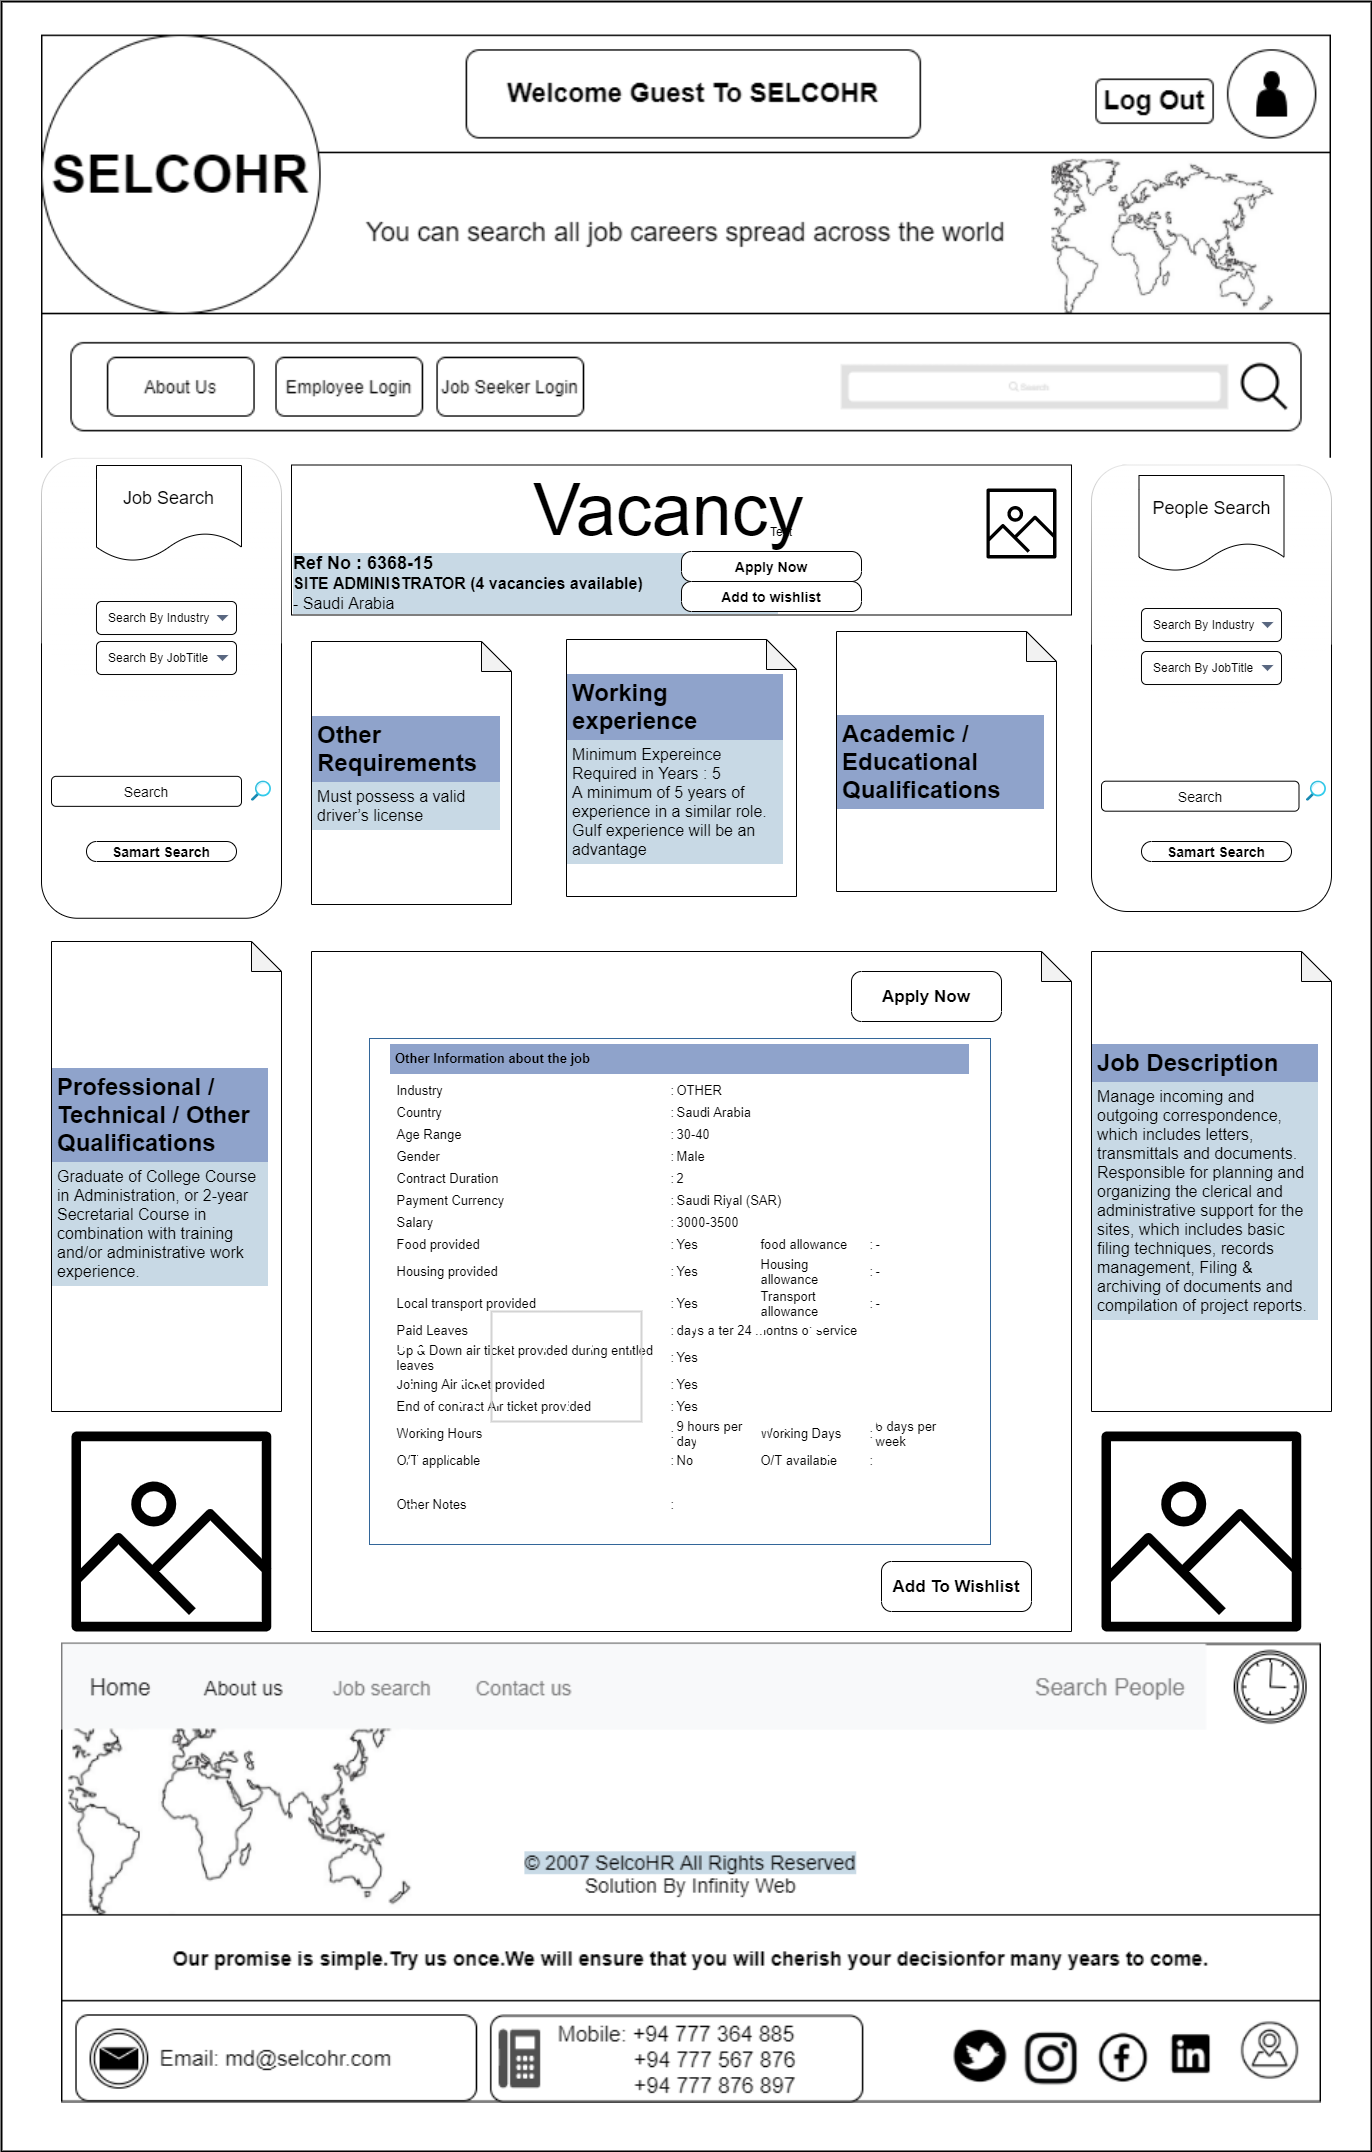 Welcome Guest To SELCOHR
Log Out
SELCOHR
You can search all job careers spread across the world
About Us
Employee Login
Job Seeker Login
Search
Job Search
Search By Industry
Search By JobTitle
Search
Samart Search
Vacancy
Text
Ref No : 6368-15
SITE ADMINISTRATOR (4 vacancies available)
- Saudi Arabia
Apply Now
Add to wishlist
People Search
Search By Industry
Search By JobTitle
Search
Samart Search
Other
Requirements
Must possess a valid
driver's license
Working
experience
Minimum Expereince
Required in Years : 5
A minimum of 5 years of
experience in a similar role.
Gulf experience will be an
advantage
Academic /
Educational
Qualifications
Professional /
Technical / Other
Qualifications
Graduate of College Course
in Administration, or 2-year
Secretarial Course in
combination with training
and/or administrative work
experience.
Apply Now
Other Information about the job
Industry : OTHER
Country : Saudi Arabia
Age Range : 30-40
Gender : Male
Contract Duration : 2
Payment Currency : Saudi Riyal (SAR)
Salary : 3000-3500
Food provided : Yes food allowance : -
Housing provided : Yes Housing allowance : -
Local transport provided : Yes Transport allowance : -
Paid Leaves : days after 24 months of service
Up & Down air ticket provided during entitled
leaves : Yes
Joining Air ticket provided : Yes
End of contract Air ticket provided : Yes
Working Hours : 9 hours per day Working Days : 6 days per week
O/T applicable : No O/T available :
Other Notes :
Add To Wishlist
Job Description
Manage incoming and
outgoing correspondence,
which includes letters,
transmittals and documents.
Responsible for planning and
organizing the clerical and
administrative support for the
sites, which includes basic
filing techniques, records
management, Filing &
archiving of documents and
compilation of project reports.
Home
About us
Job search
Contact us
Search People
© 2007 SelcoHR All Rights Reserved
Solution By Infinity Web
Our promise is simple.Try us once.We will ensure that you will cherish your decisionfor many years to come.
Email: md@selcohr.com
Mobile: +94 777 364 885
+94 777 567 876
+94 777 876 897